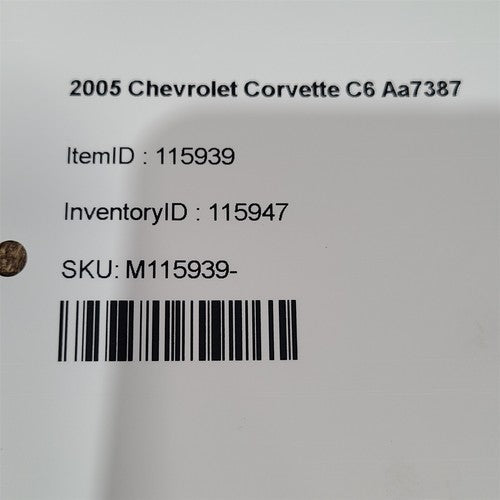 2005 Chevrolet Corvette C6 Aa7387
ItemID : 115939
InventoryID : 115947
SKU: M115939-